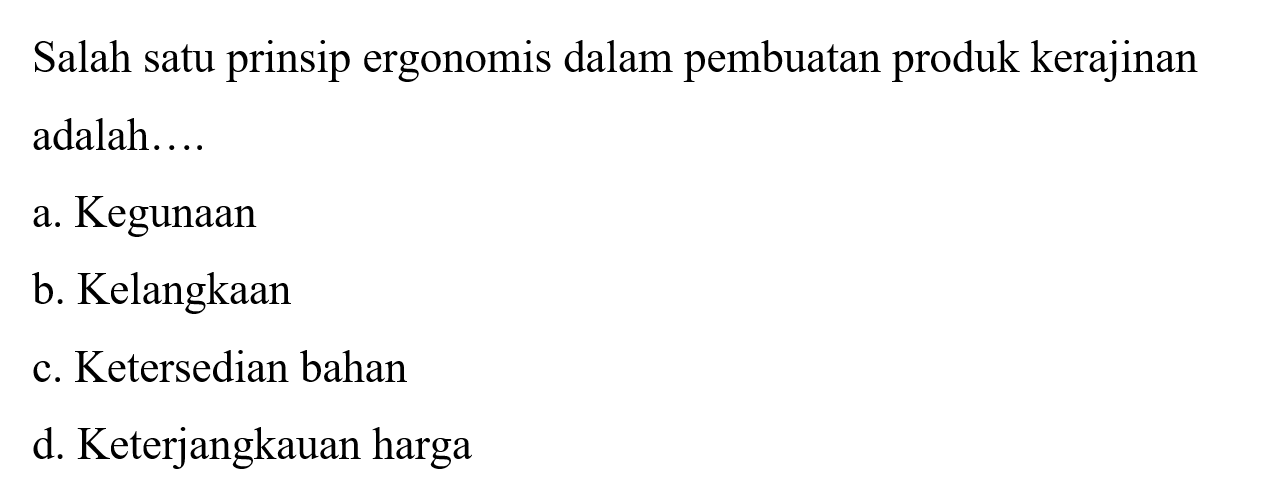 Salah satu prinsip ergonomis dalam pembuatan produk kerajinan
adalah….
a. Kegunaan
b. Kelangkaan
c. Ketersedian bahan
d. Keterjangkauan harga